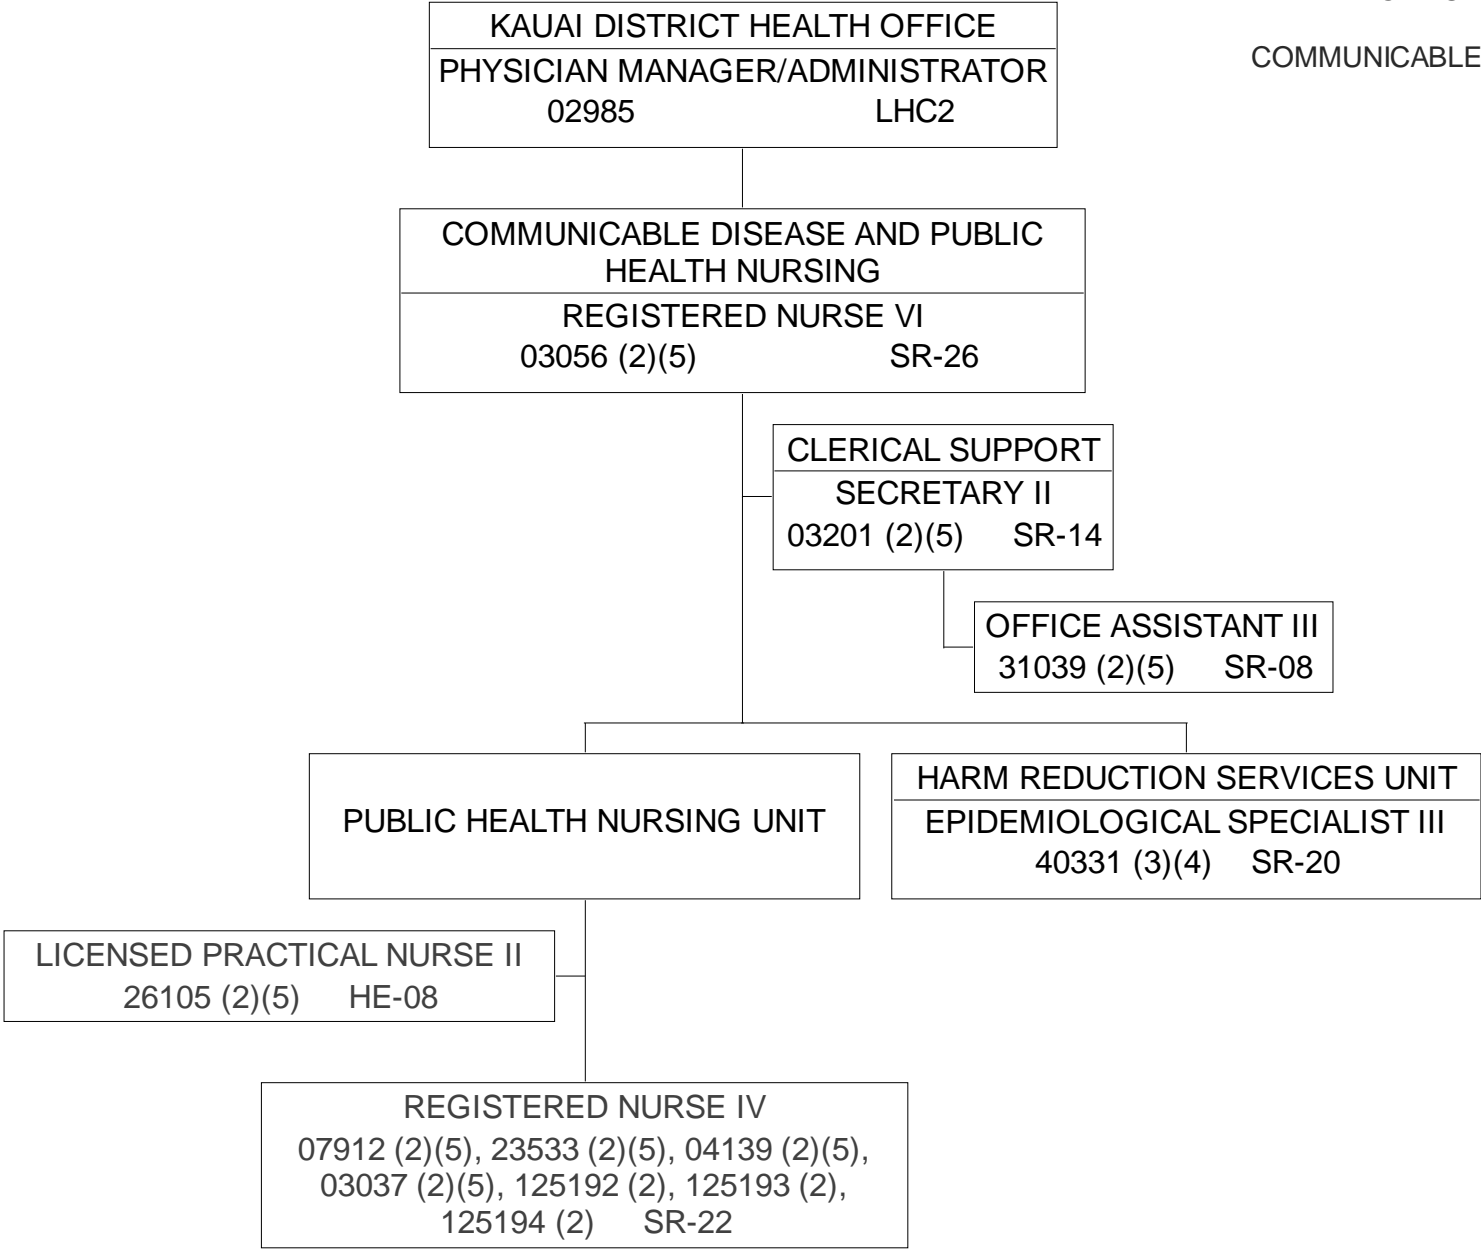 KAUAI DISTRICT HEALTH OFFICE
PHYSICIAN MANAGER/ADMINISTRATOR
02985 LHC2
COMMUNICABLE
COMMUNICABLE DISEASE AND PUBLIC
HEALTH NURSING
REGISTERED NURSE VI
03056 (2)(5) SR-26
CLERICAL SUPPORT
SECRETARY II
03201 (2)(5) SR-14
OFFICE ASSISTANT III
31039 (2)(5) SR-08
PUBLIC HEALTH NURSING UNIT
HARM REDUCTION SERVICES UNIT
EPIDEMIOLOGICAL SPECIALIST III
40331 (3)(4) SR-20
LICENSED PRACTICAL NURSE II
26105 (2)(5) HE-08
REGISTERED NURSE IV
07912 (2)(5), 23533 (2)(5), 04139 (2)(5),
03037 (2)(5), 125192 (2), 125193 (2),
125194 (2) SR-22